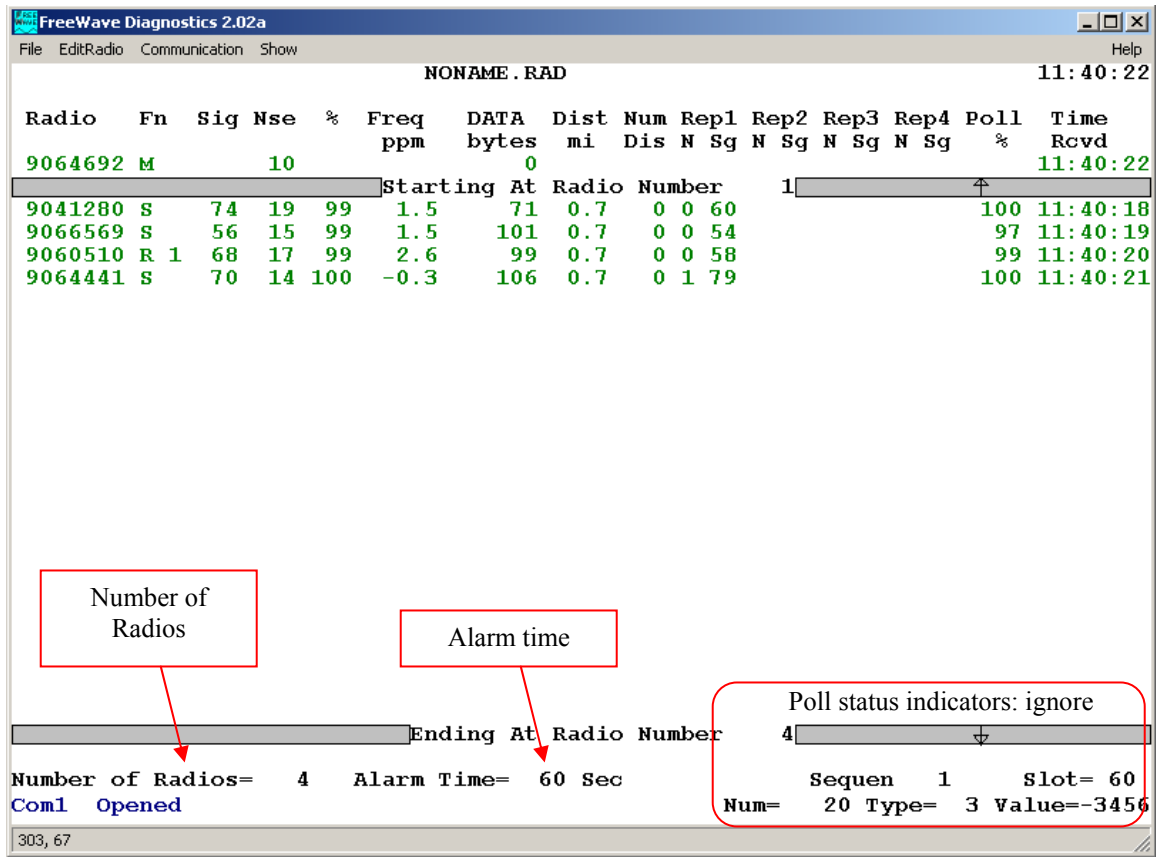 FreeWave Diagnostics 2.02a
File EditRadio Communication Show Help
NONAME.RAD 11:40:22
Radio Fn Sig Nse % Freq DATA Dist Num Rep1 Rep2 Rep3 Rep4 Poll Time
ppm bytes mi Dis N Sg N Sg N Sg N Sg % Rcvd
9064692 M 10 0 11:40:22
Starting At Radio Number 1
9041280 S 74 19 99 1.5 71 0.7 0 0 60 100 11:40:18
9066569 S 56 15 99 1.5 101 0.7 0 0 54 97 11:40:19
9060510 R 1 68 17 99 2.6 99 0.7 0 0 58 99 11:40:20
9064441 S 70 14 100 -0.3 106 0.7 0 1 79 100 11:40:21
Number of
Radios
Alarm time
Poll status indicators: ignore
Ending At Radio Number 4
Number of Radios= 4 Alarm Time= 60 Sec Sequen 1 Slot= 60
Com1 Opened Num= 20 Type= 3 Value=-3456
303, 67